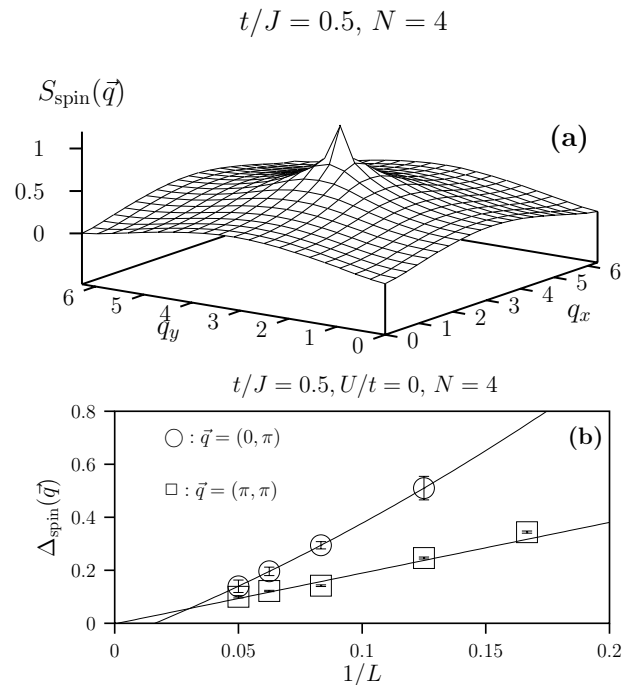 t/J = 0.5, N = 4
S_spin(q⃗)
(a)
1
0.5
0
6
5
4
3
2
1
0
q_y
0
1
2
3
4
5
6
q_x
t/J = 0.5, U/t = 0, N = 4
(b)
0.8
0.6
0.4
0.2
0
Δ_spin(q⃗)
○ : q⃗ = (0, π)
□ : q⃗ = (π, π)
0
0.05
0.1
0.15
0.2
1/L